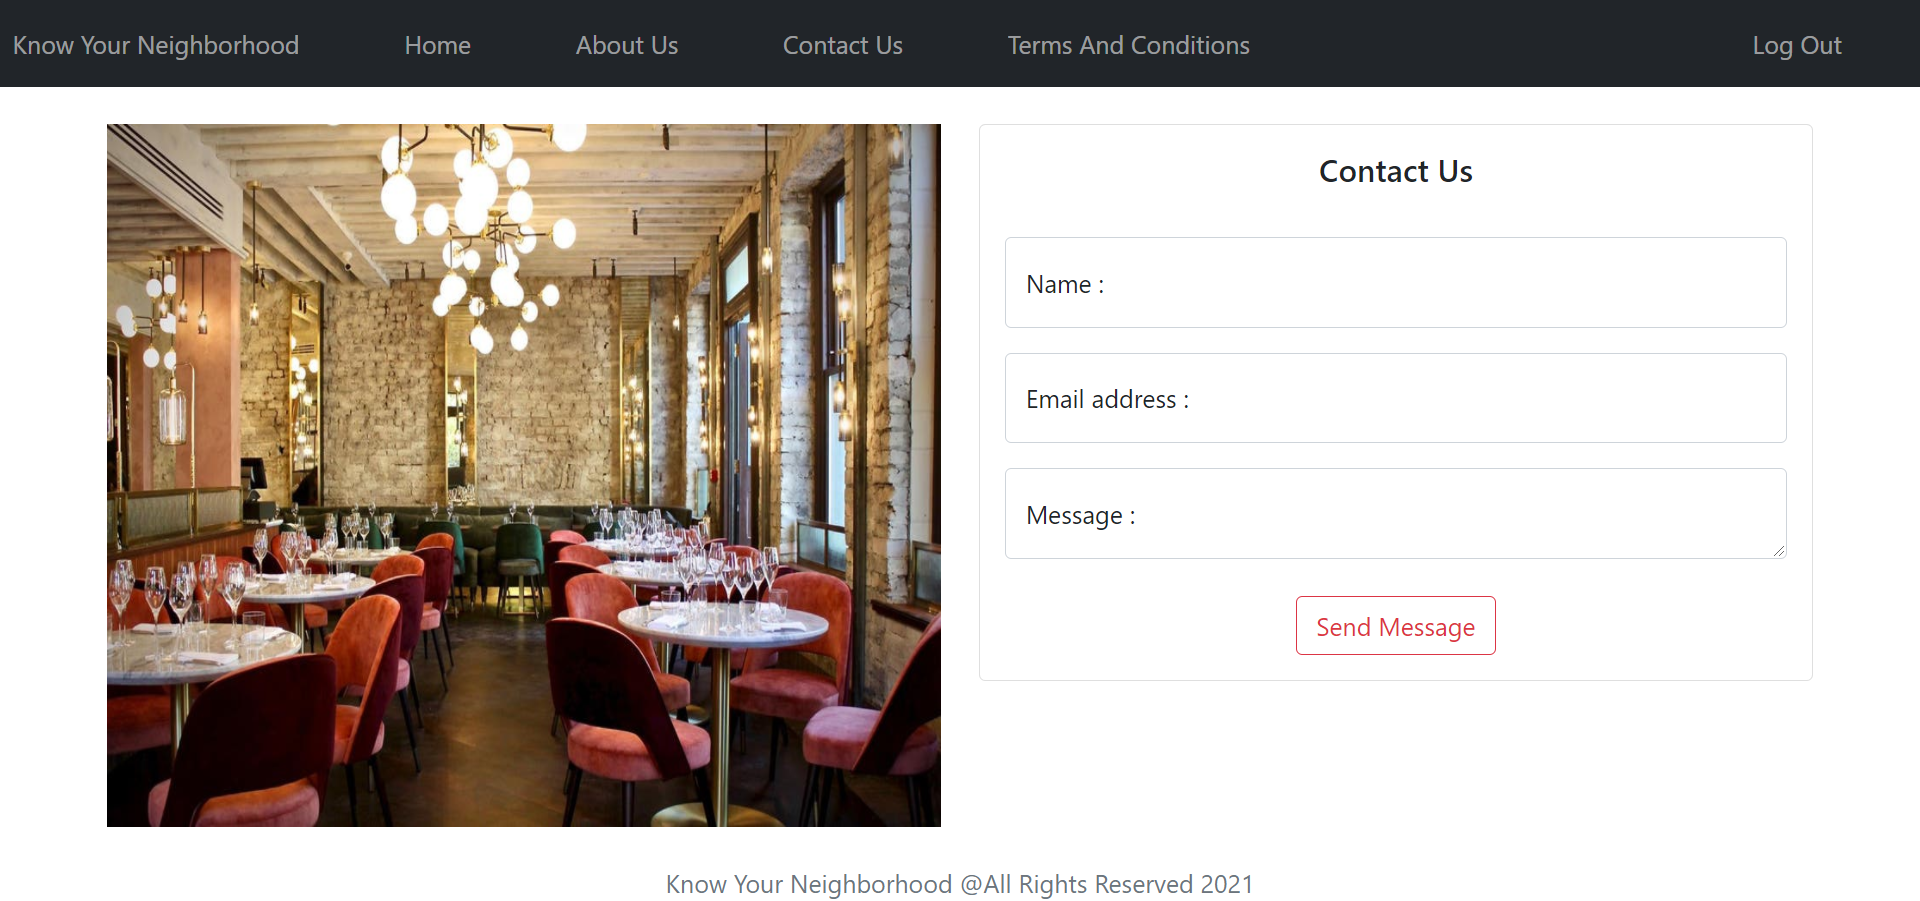 Know Your Neighborhood Home About Us Contact Us Terms And Conditions Log Out
Contact Us
Name :
Email address :
Message :
Send Message
Know Your Neighborhood @All Rights Reserved 2021